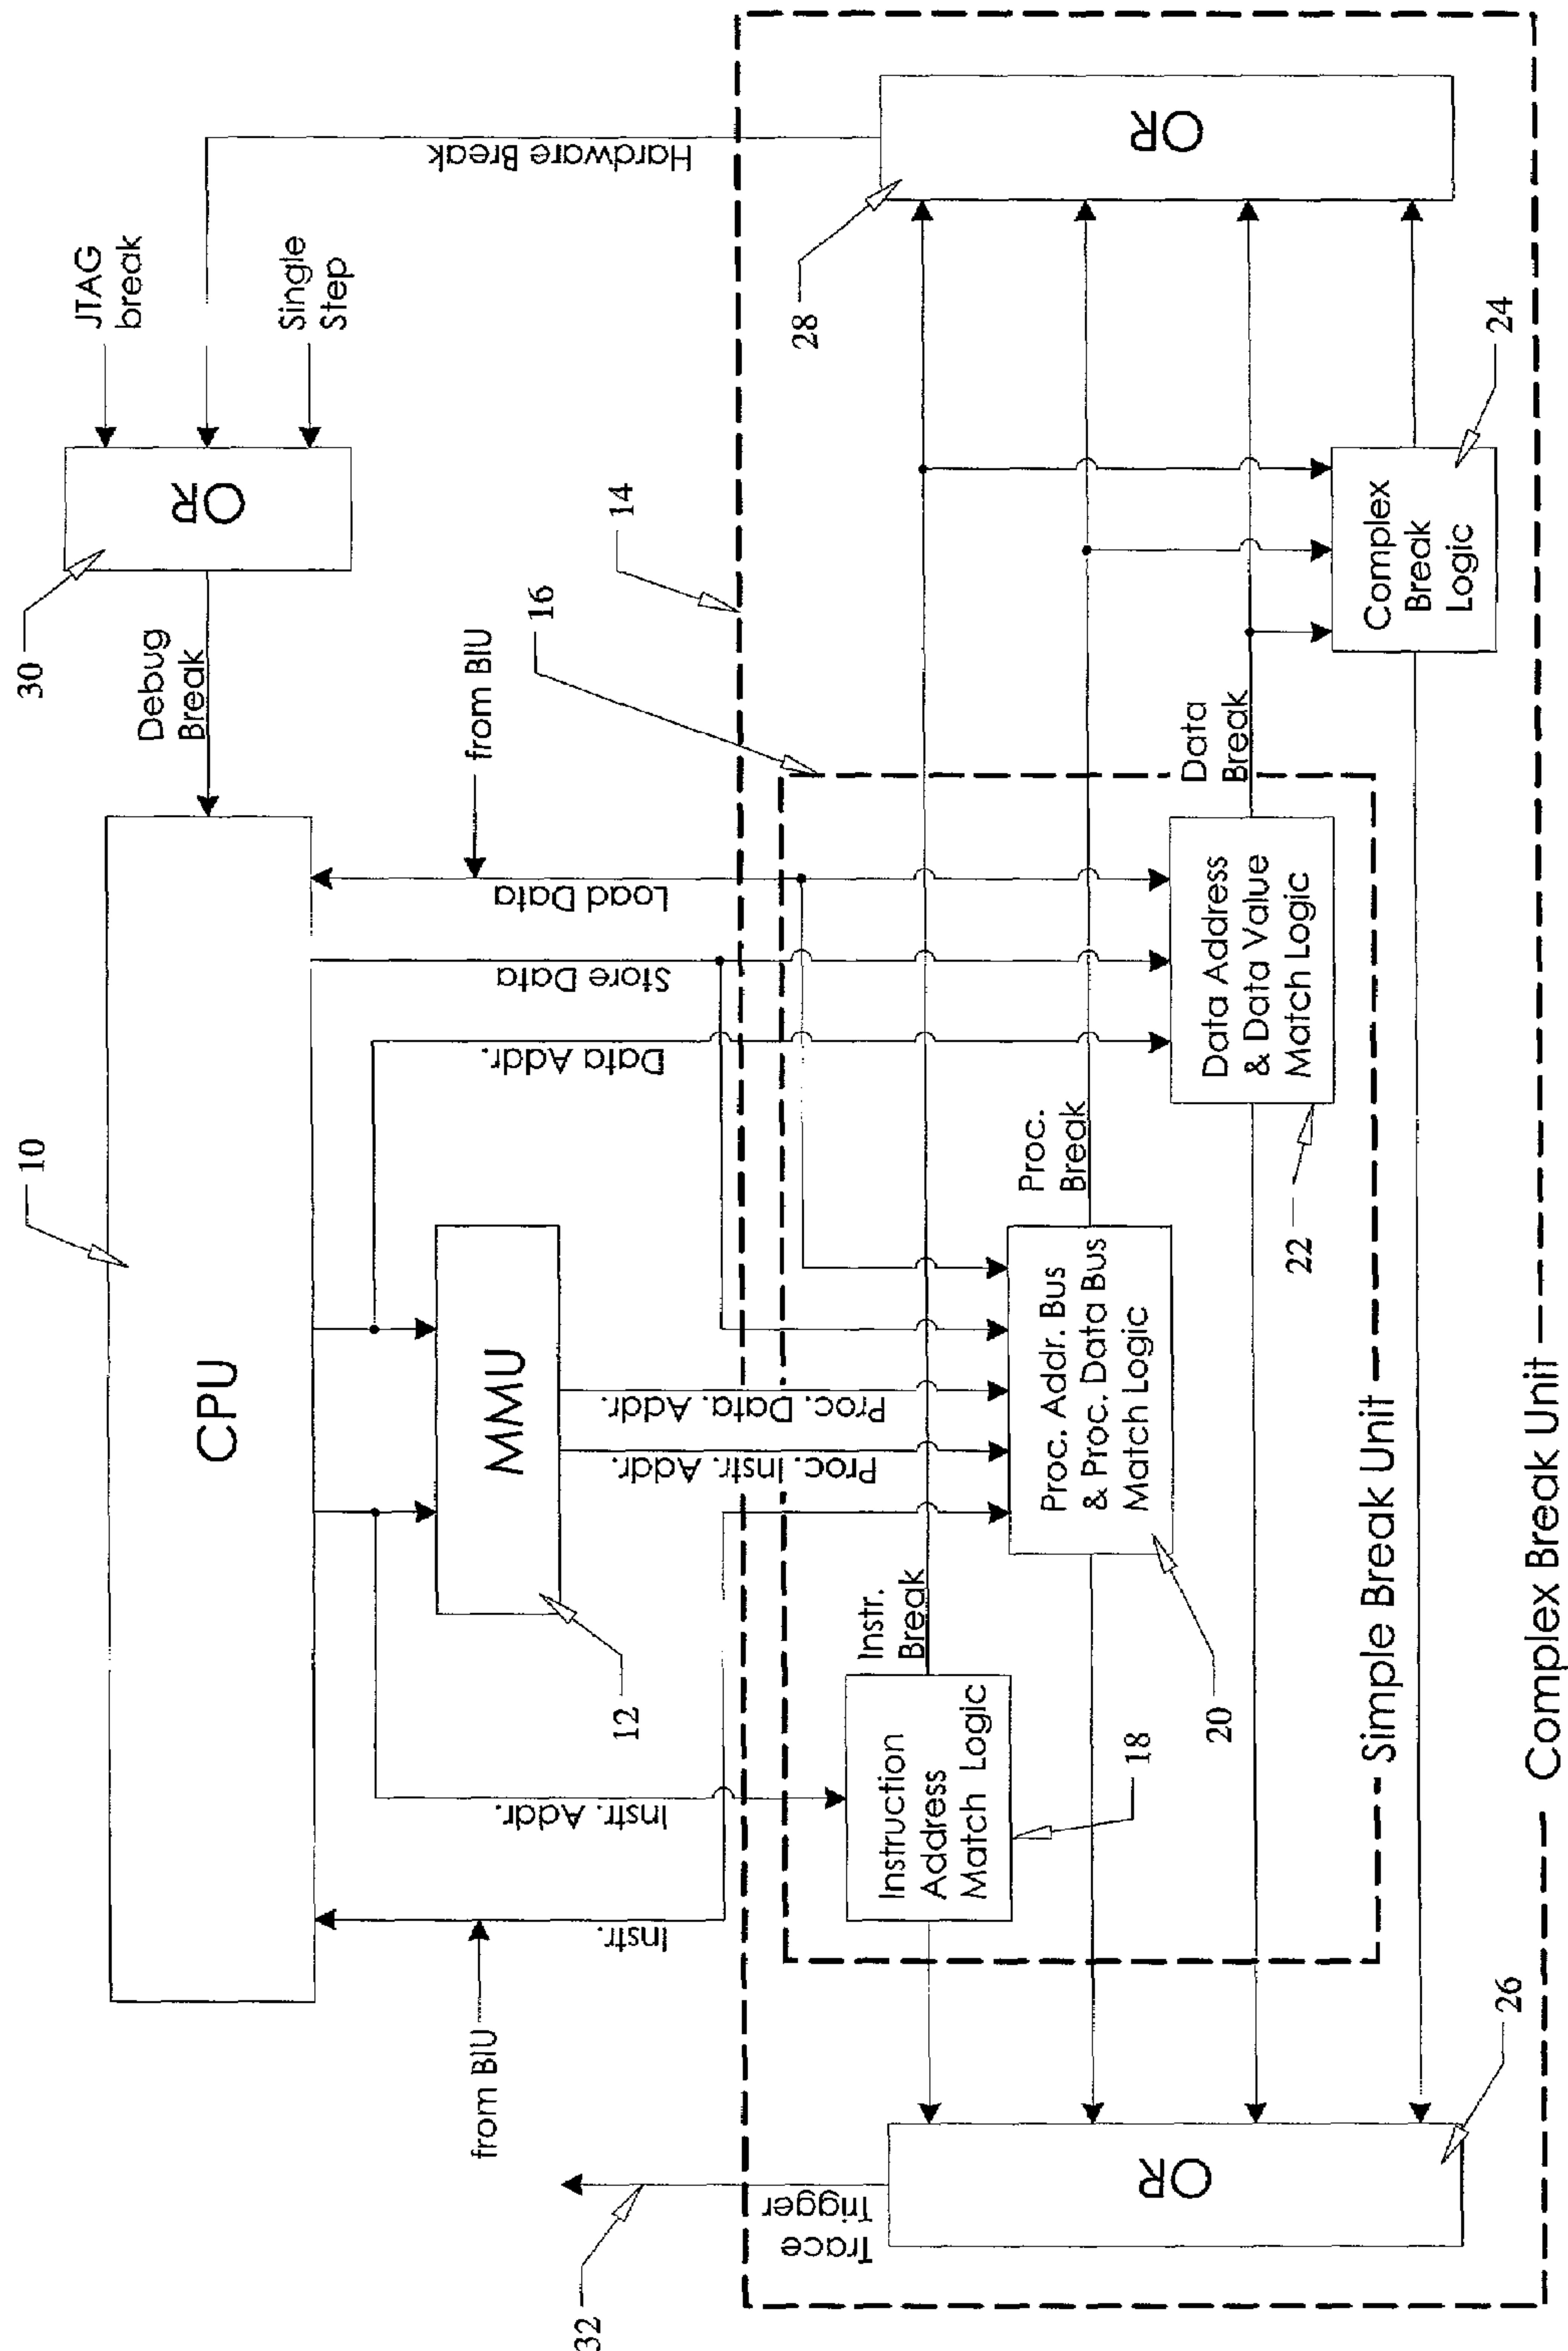 10
CPU
30
OR
Debug
Break
JTAG
break
Single
Step
Hardware Break
from BIU
Instr.
Instr. Addr.
12
MMU
Proc. Instr. Addr.
Proc. Data. Addr.
Data Addr.
Store Data
Load Data
from BIU
16
14
32
Trace
Trigger
OR
26
Instruction
Address
Match Logic
18
Instr.
Break
Proc. Addr. Bus
& Proc. Data Bus
Match Logic
20
Proc.
Break
Data Address
& Data Value
Match Logic
22
Data
Break
Complex
Break
Logic
24
28
OR
Simple Break Unit
Complex Break Unit